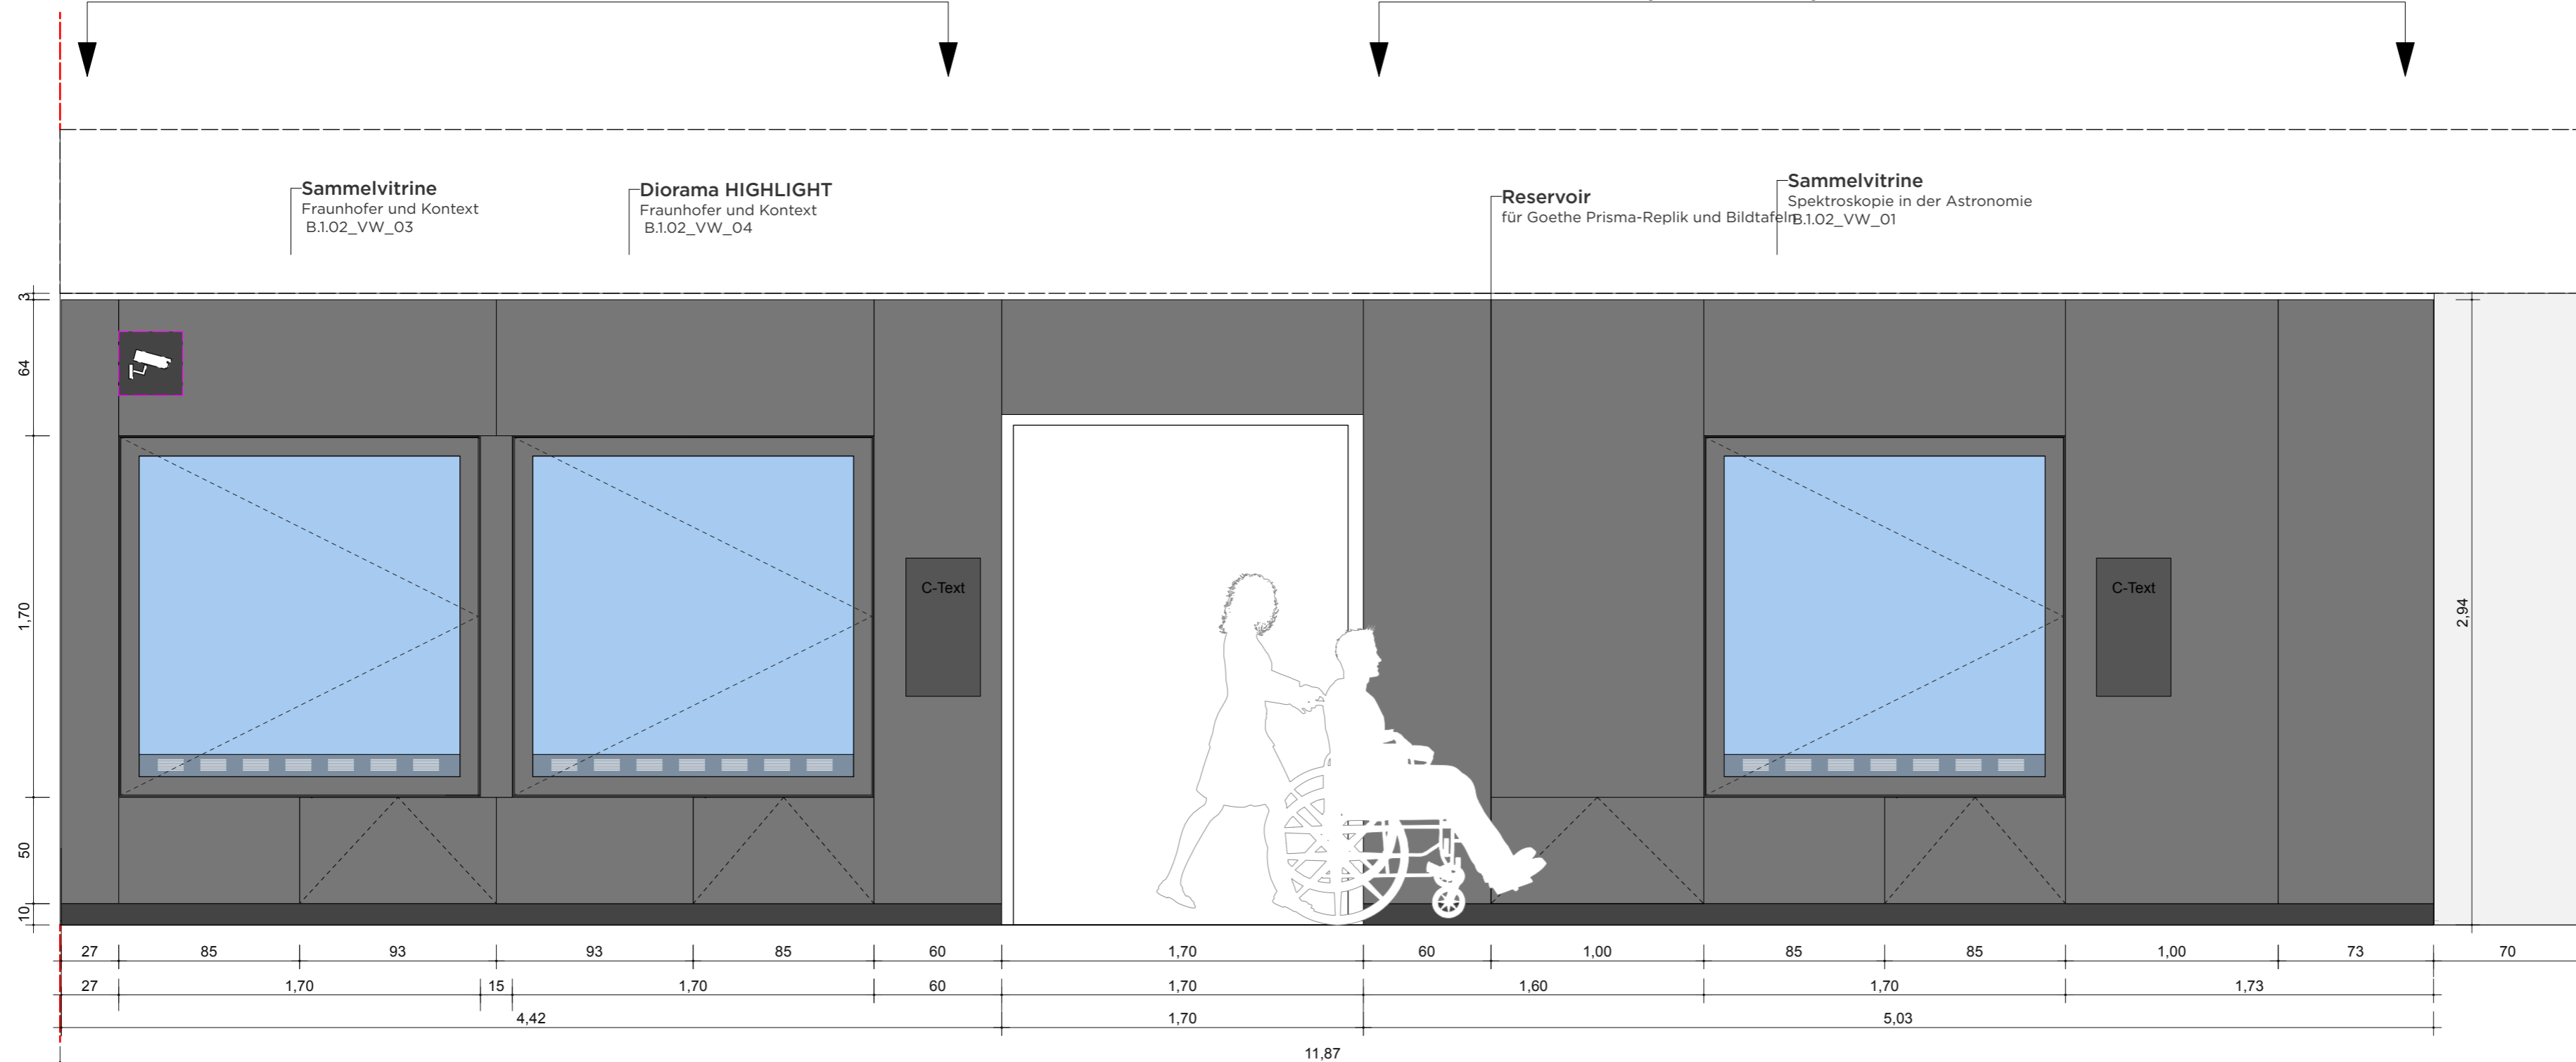 Sammelvitrine
Fraunhofer und Kontext
B.1.02_VW_03
Diorama HIGHLIGHT
Fraunhofer und Kontext
B.1.02_VW_04
Reservoir
für Goethe Prisma-Replik und Bildtafeln
Sammelvitrine
Spektroskopie in der Astronomie
B.1.02_VW_01
3
64
1,70
50
10
C-Text
C-Text
2,94
27 85 93 93 85 60 1,70 60 1,00 85 85 1,00 73 70
27 1,70 15 1,70 60 1,70 1,60 1,70 1,73
4,42 1,70 5,03
11,87